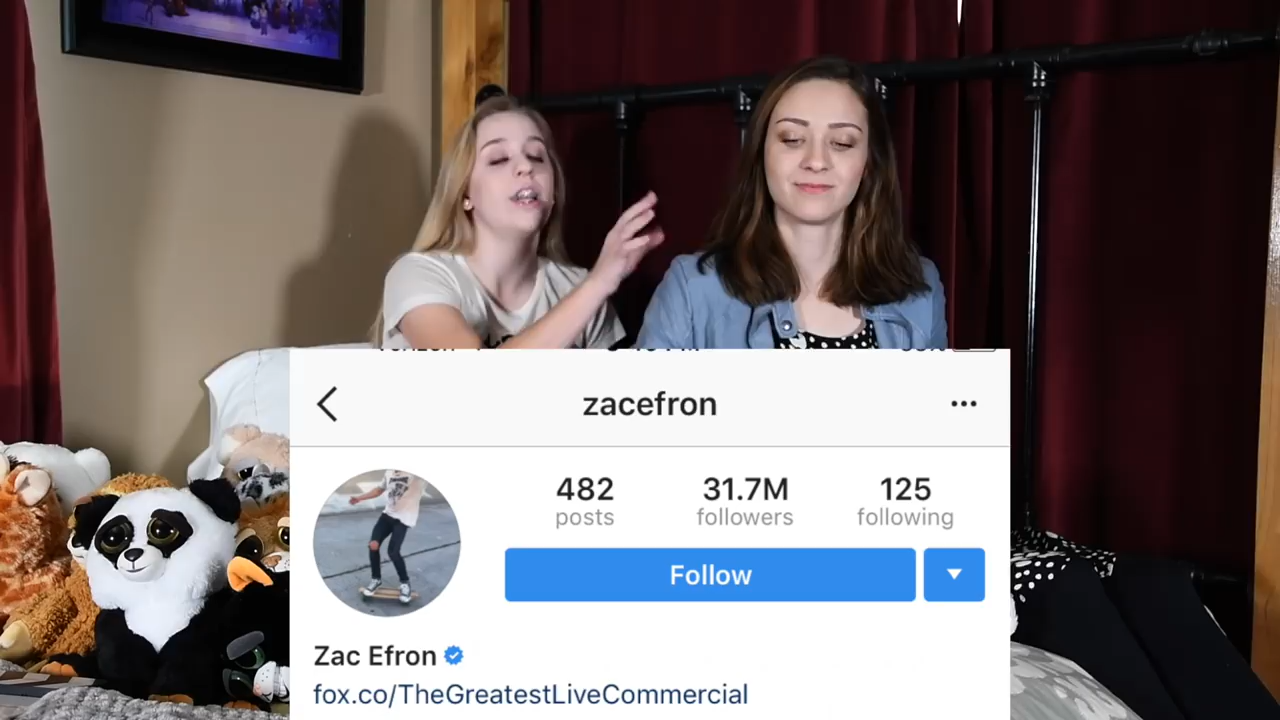 zacefron
482 31.7M 125
posts followers following
Follow
Zac Efron
fox.co/TheGreatestLiveCommercial